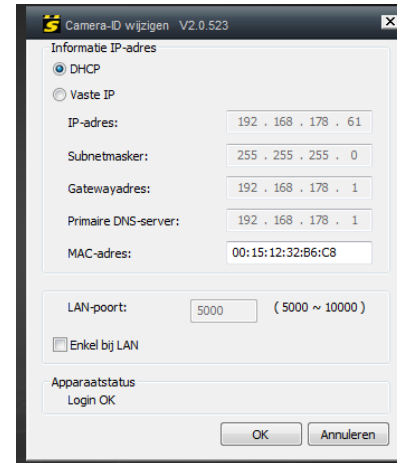 Camera-ID wijzigen V2.0.523
Informatie IP-adres
DHCP
Vaste IP
IP-adres: 192 . 168 . 178 . 61
Subnetmasker: 255 . 255 . 255 . 0
Gatewayadres: 192 . 168 . 178 . 1
Primaire DNS-server: 192 . 168 . 178 . 1
MAC-adres: 00:15:12:32:B6:C8
LAN-poort: 5000 ( 5000 ~ 10000 )
Enkel bij LAN
Apparaatstatus
Login OK
OK Annuleren